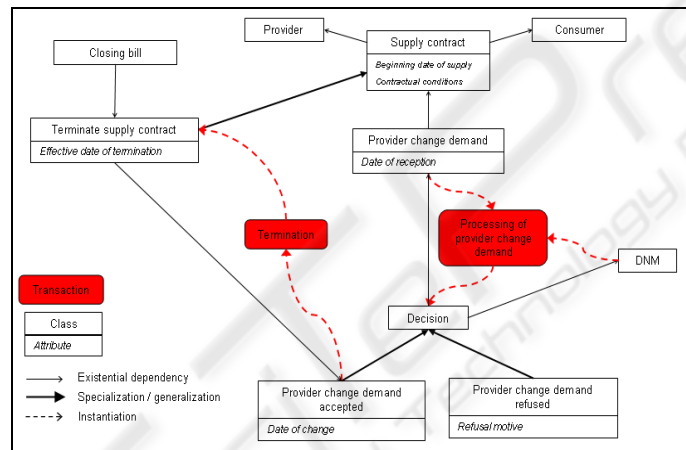 Closing bill
Provider
Supply contract
Beginning date of supply
Contractual conditions
Consumer
Terminate supply contract
Effective date of termination
Provider change demand
Date of reception
Termination
Processing of
provider change
demand
DNM
Transaction
Class
Attribute
Decision
Existential dependency
Specialization / generalization
Instantiation
Provider change demand
accepted
Date of change
Provider change demand
refused
Refusal motive